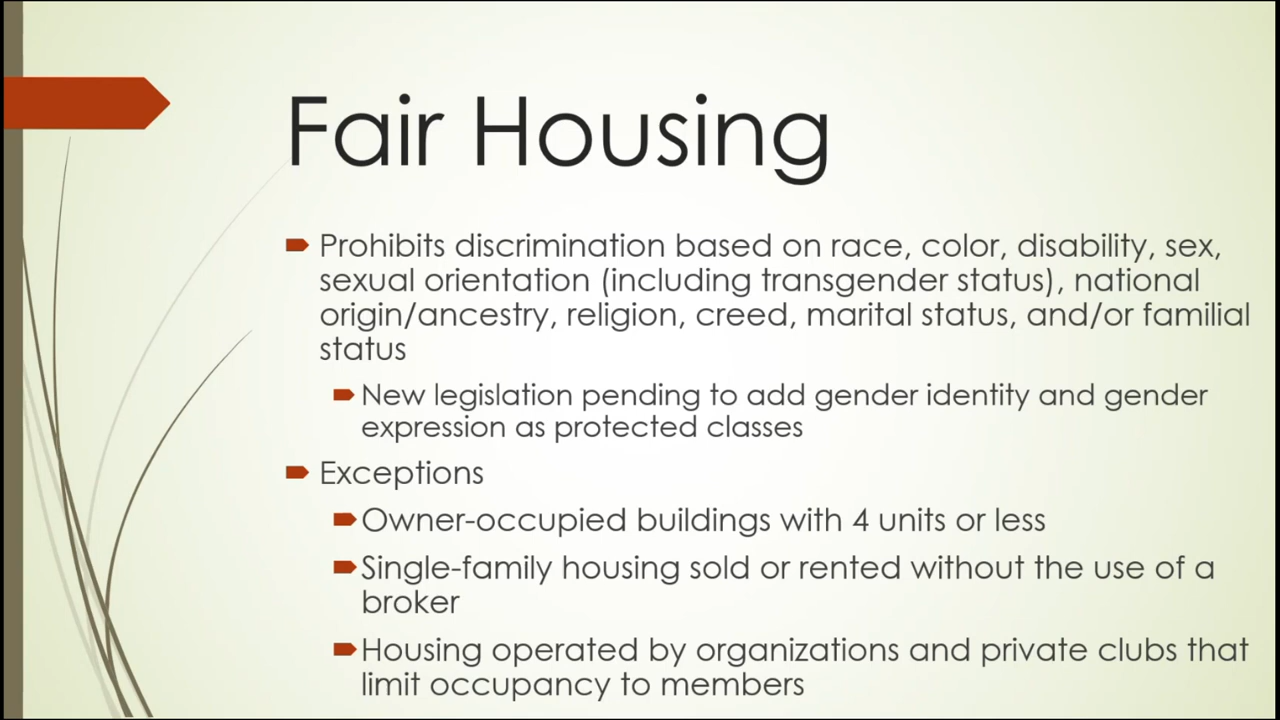 Fair Housing
Prohibits discrimination based on race, color, disability, sex,
sexual orientation (including transgender status), national
origin/ancestry, religion, creed, marital status, and/or familial
status
New legislation pending to add gender identity and gender
expression as protected classes
Exceptions
Owner-occupied buildings with 4 units or less
Single-family housing sold or rented without the use of a
broker
Housing operated by organizations and private clubs that
limit occupancy to members